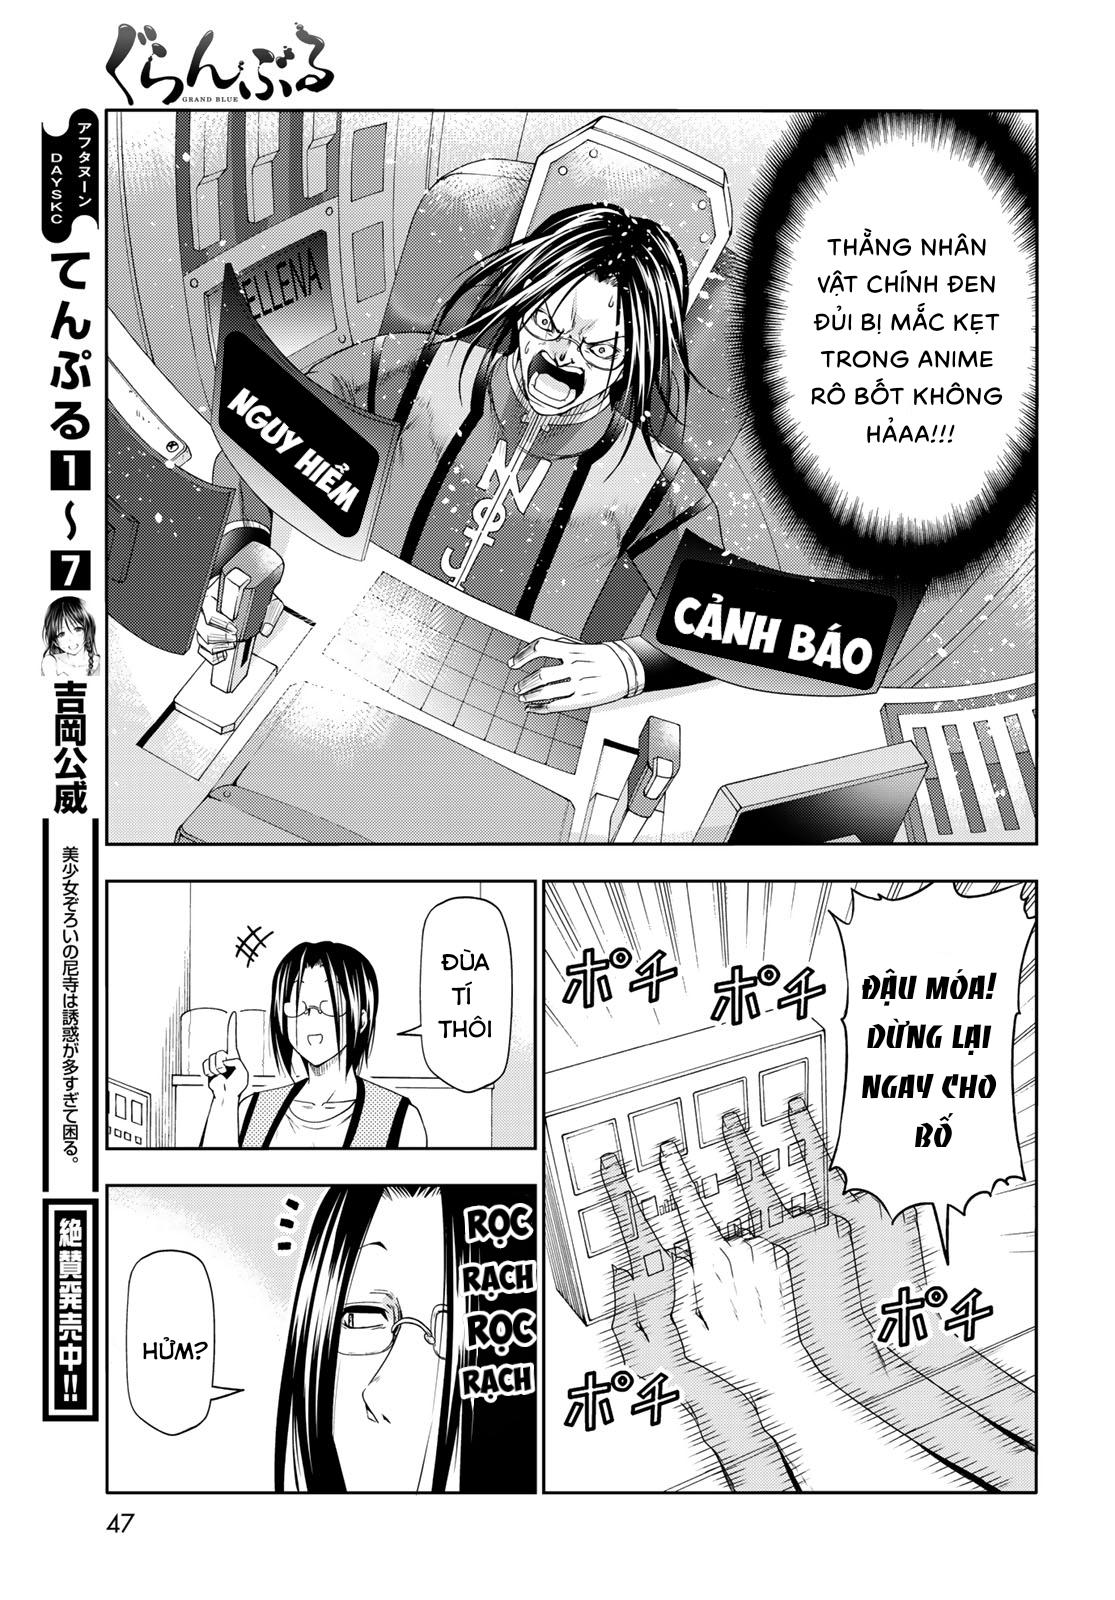 ぐらんぶる
GRAND BLUE
アフタヌーン
DAYSKC
てんぷる 1～7
吉岡公威
美少女ぞろいの尼寺は誘惑が多すぎて困る。
絶賛発売中!!
THẰNG NHÂN
VẬT CHÍNH ĐEN
ĐỦI BỊ MẮC KẸT
TRONG ANIME
RÔ BỐT KHÔNG
HẢAA!!!
ELLENA
NGUY HIỂM
CẢNH BÁO
ĐẬU MÓA!
DỪNG LẠI
NGAY CHO
BỐ
ポチ
ポチ
ポチ
ポチ
ĐÙA
TÍ
THÔI
RỌC
RẠCH
RỌC
RẠCH
HỬM?
47